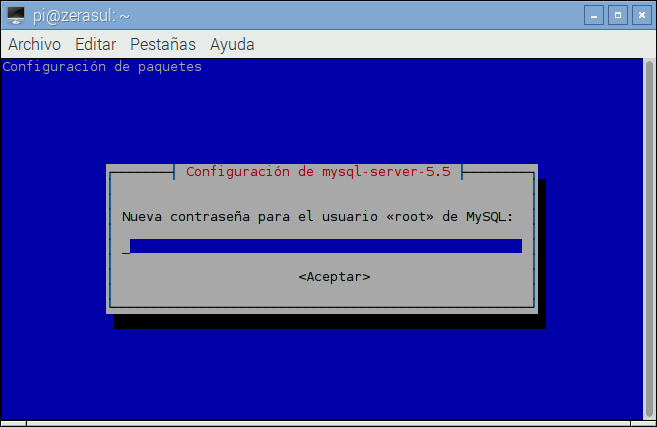 pi@zerasul: ~
Archivo Editar Pestañas Ayuda
Configuración de paquetes
Configuración de mysql-server-5.5
Nueva contraseña para el usuario «root» de MySQL:
_
<Aceptar>